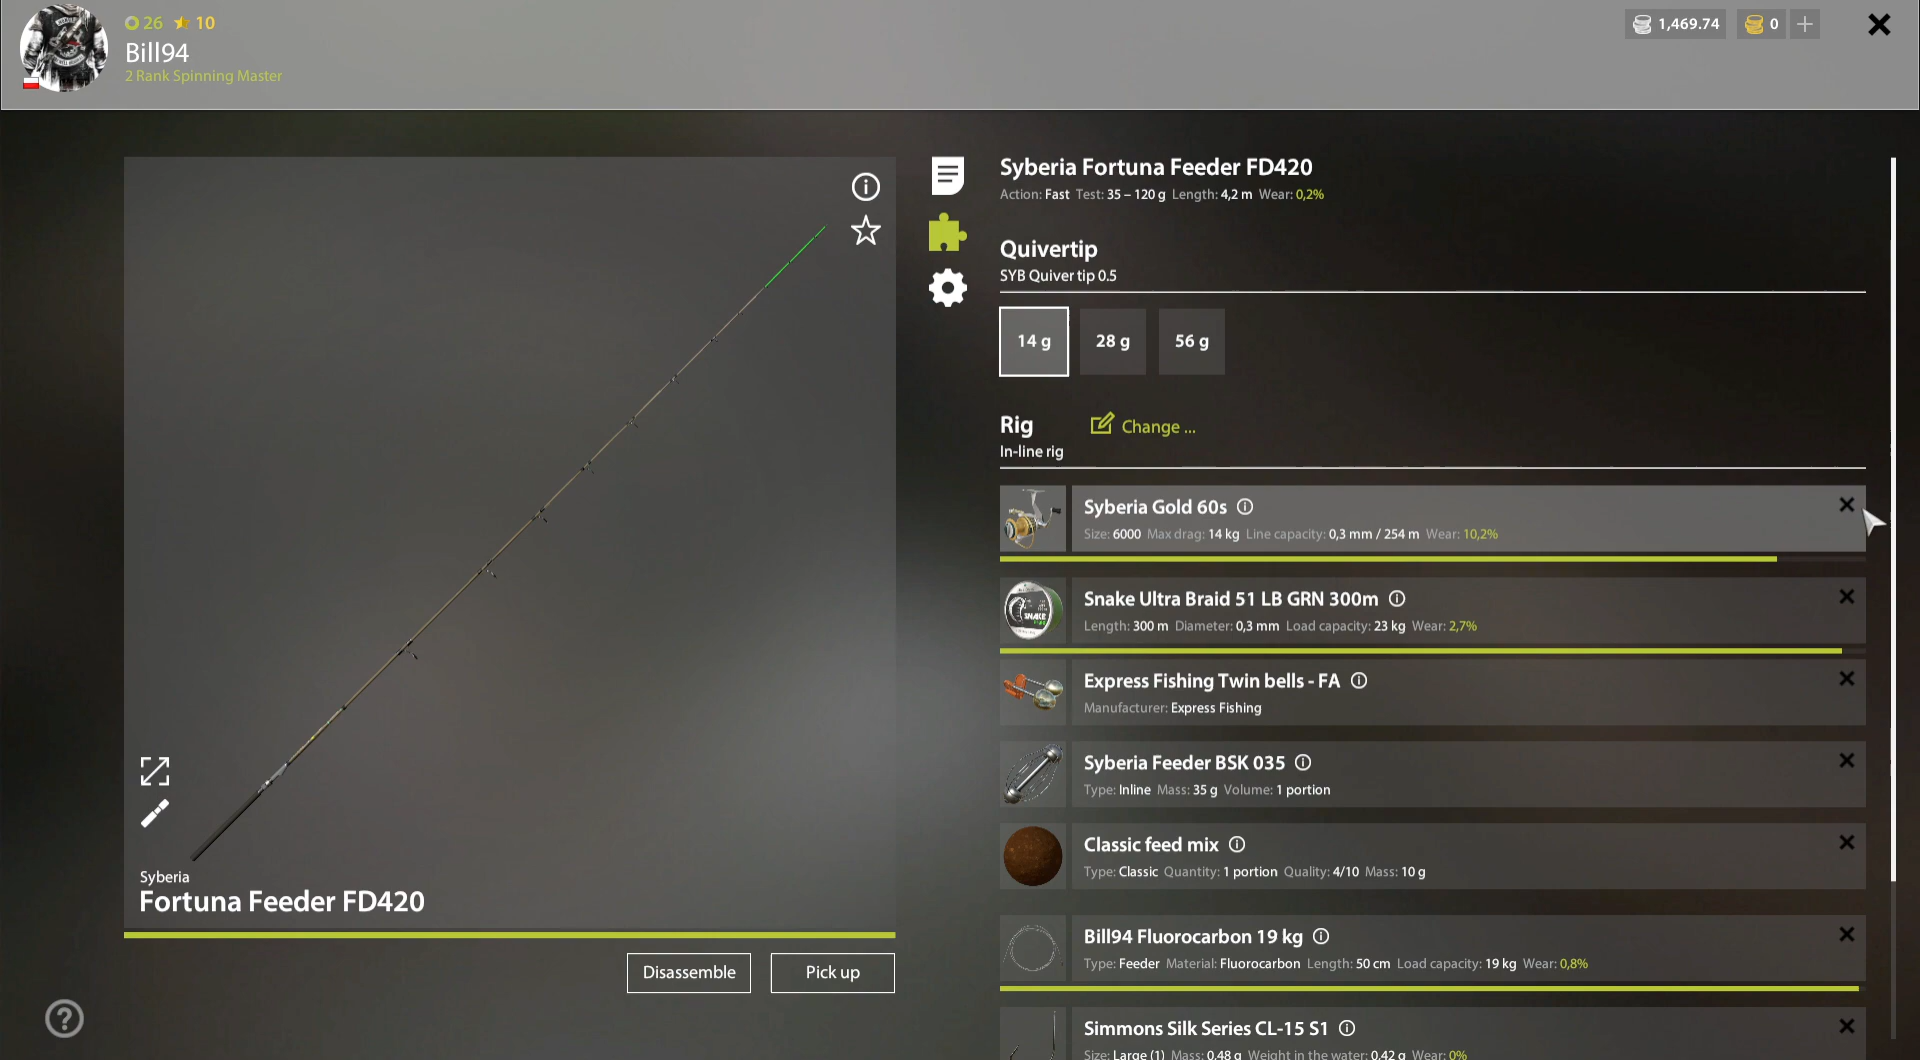 26 10
Bill94
2 Rank Spinning Master
1,469.74 0
Syberia Fortuna Feeder FD420
Action: Fast Test: 35 – 120 g Length: 4,2 m Wear: 0,2%
Quivertip
SYB Quiver tip 0.5
14 g 28 g 56 g
Rig Change ...
In-line rig
Syberia Gold 60s
Size: 6000 Max drag: 14 kg Line capacity: 0,3 mm / 254 m Wear: 10,2%
Snake Ultra Braid 51 LB GRN 300m
Length: 300 m Diameter: 0,3 mm Load capacity: 23 kg Wear: 2,7%
Express Fishing Twin bells - FA
Manufacturer: Express Fishing
Syberia Feeder BSK 035
Type: Inline Mass: 35 g Volume: 1 portion
Classic feed mix
Type: Classic Quantity: 1 portion Quality: 4/10 Mass: 10 g
Bill94 Fluorocarbon 19 kg
Type: Feeder Material: Fluorocarbon Length: 50 cm Load capacity: 19 kg Wear: 0,8%
Simmons Silk Series CL-15 S1
Size: Large (1) Mass: 0,48 g Weight in the water: 0,42 g Wear: 0%
Syberia
Fortuna Feeder FD420
Disassemble Pick up